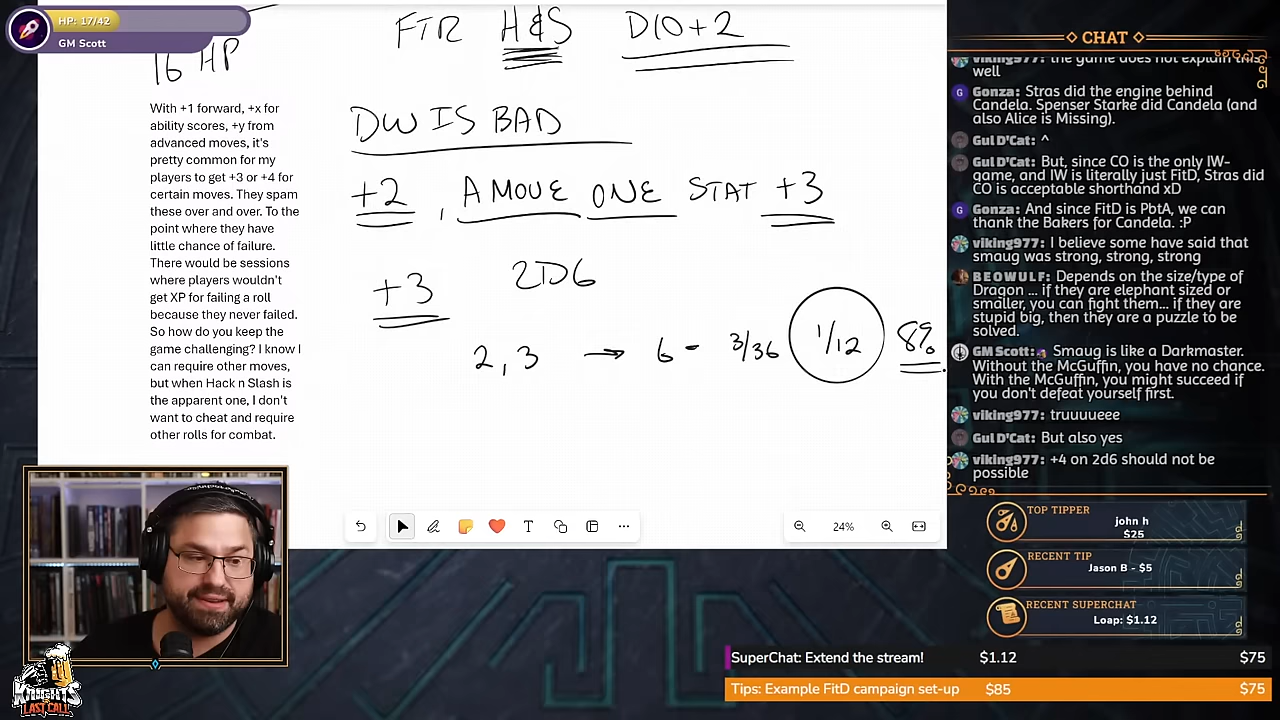 HP: 17/42
GM Scott
16 HP
FTR H&S D10+2
With +1 forward, +x for
ability scores, +y from
advanced moves, it's
pretty common for my
players to get +3 or +4 for
certain moves. They spam
these over and over. To the
point where they have
little chance of failure.
There would be sessions
where players wouldn't
get XP for failing a roll
because they never failed.
So how do you keep the
game challenging? I know I
can require other moves,
but when Hack n Slash is
the apparent one, I don't
want to cheat and require
other rolls for combat.
DW IS BAD
+2, A MOVE ONE STAT +3
+3 2D6
2, 3 → 6- 3/36 1/12 8%
24%
CHAT
viking977: the game does not explain this
well
Gonza: Stras did the engine behind
Candela. Spenser Starke did Candela (and
also Alice is Missing).
Gul D'Cat: ^
Gul D'Cat: But, since CO is the only IW-
game, and IW is literally just FitD, Stras did
CO is acceptable shorthand xD
Gonza: And since FitD is PbtA, we can
thank the Bakers for Candela. :P
viking977: I believe some have said that
smaug was strong, strong, strong
BEOWULF: Depends on the size/type of
Dragon ... if they are elephant sized or
smaller, you can fight them... if they are
stupid big, then they are a puzzle to be
solved.
GM Scott: Smaug is like a Darkmaster.
Without the McGuffin, you have no chance.
With the McGuffin, you might succeed if
you don't defeat yourself first.
viking977: truuuueee
Gul D'Cat: But also yes
viking977: +4 on 2d6 should not be
possible
TOP TIPPER
john h
$25
RECENT TIP
Jason B - $5
RECENT SUPERCHAT
Loap: $1.12
SuperChat: Extend the stream! $1.12 $75
Tips: Example FitD campaign set-up $85 $75
KNIGHTS
OF
LAST CALL